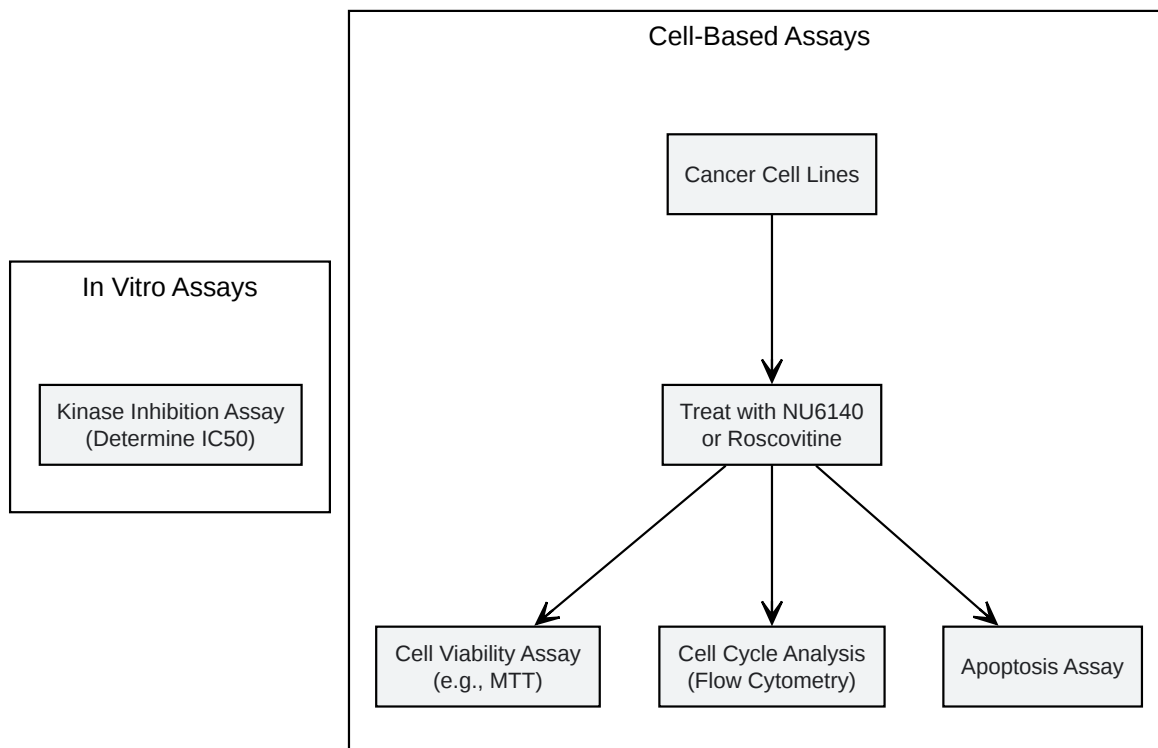 Cell-Based Assays
Cancer Cell Lines
In Vitro Assays
Kinase Inhibition Assay
(Determine IC50)
Treat with NU6140
or Roscovitine
Cell Viability Assay
(e.g., MTT)
Cell Cycle Analysis
(Flow Cytometry)
Apoptosis Assay